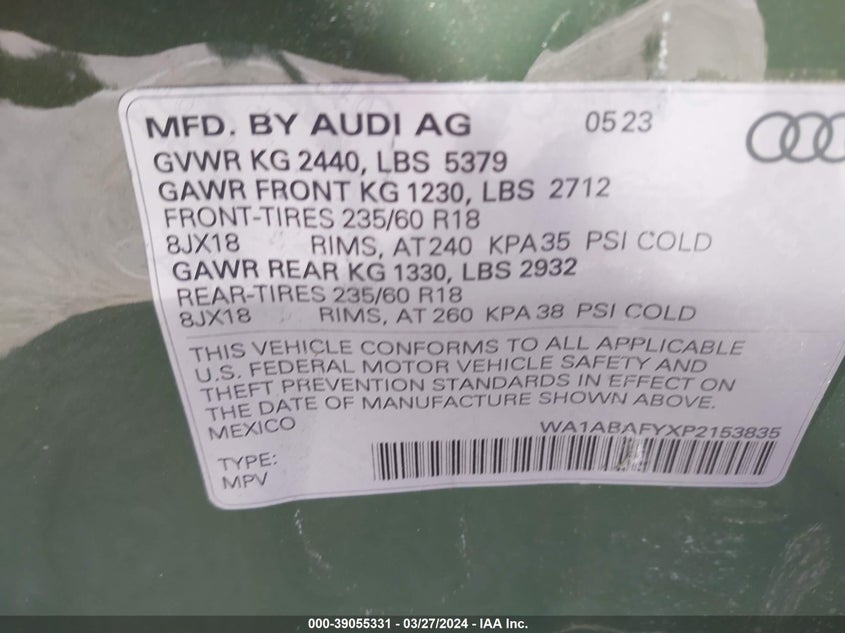 MFD. BY AUDI AG 05 23
GVWR KG 2440, LBS 5379
GAWR FRONT KG 1230, LBS 2712
FRONT-TIRES 235/60 R18
8JX18 RIMS, AT 240 KPA 35 PSI COLD
GAWR REAR KG 1330, LBS 2932
REAR-TIRES 235/60 R18
8JX18 RIMS, AT 260 KPA 38 PSI COLD
THIS VEHICLE CONFORMS TO ALL APPLICABLE
U.S. FEDERAL MOTOR VEHICLE SAFETY AND
THEFT PREVENTION STANDARDS IN EFFECT ON
THE DATE OF MANUFACTURE SHOWN ABOVE.
MEXICO WA1ABAFYXP2153835
TYPE:
MPV
000-39055331 - 03/27/2024 - IAA Inc.